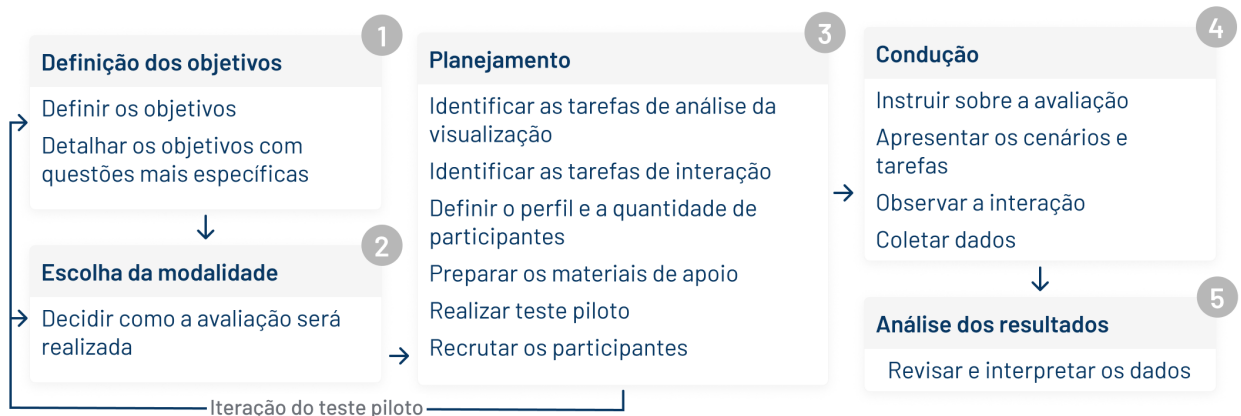 1
Definição dos objetivos
Definir os objetivos
Detalhar os objetivos com
questões mais específicas
2
Escolha da modalidade
Decidir como a avaliação será
realizada
3
Planejamento
Identificar as tarefas de análise da
visualização
Identificar as tarefas de interação
Definir o perfil e a quantidade de
participantes
Preparar os materiais de apoio
Realizar teste piloto
Recrutar os participantes
Iteração do teste piloto
4
Condução
Instruir sobre a avaliação
Apresentar os cenários e
tarefas
Observar a interação
Coletar dados
5
Análise dos resultados
Revisar e interpretar os dados